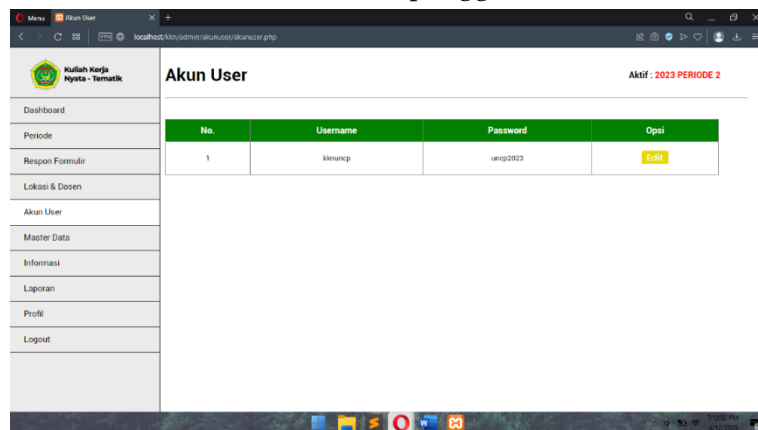 Menu
Akun User
VPN
localhost/kkn/admin/akunuser/akunuser.php
Kuliah Kerja
Nyata - Tematik
Akun User
Aktif : 2023 PERIODE 2
Dashboard
Periode
Respon Formulir
Lokasi & Dosen
Akun User
Master Data
Informasi
Laporan
Profil
Logout
No. Username Password Opsi
1 kknuncp uncp2023 Edit